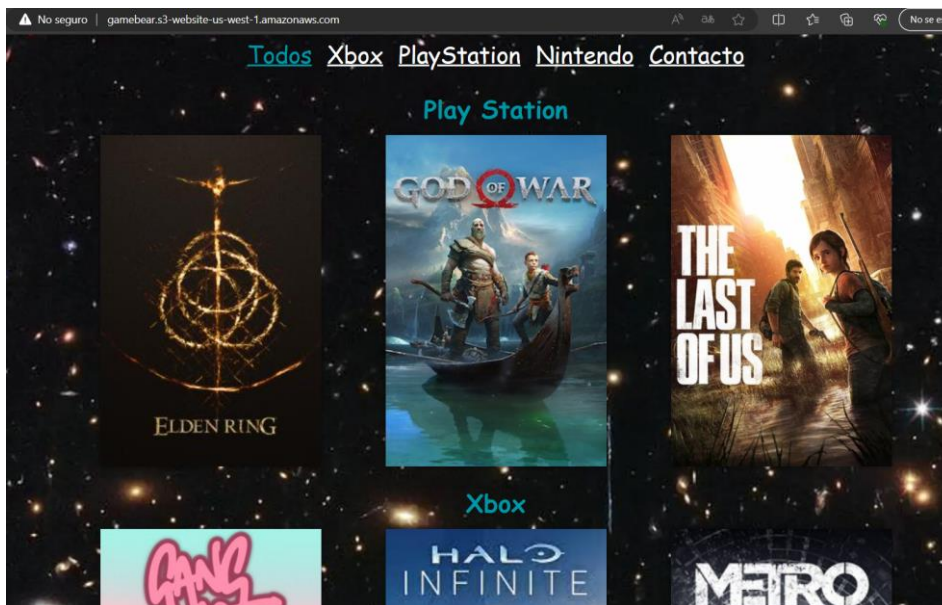 No seguro gamebear.s3-website-us-west-1.amazonaws.com
Todos Xbox PlayStation Nintendo Contacto
Play Station
ELDEN RING
GOD OF WAR
THE
LAST
OF US
Xbox
GANG
HALO
INFINITE
METRO